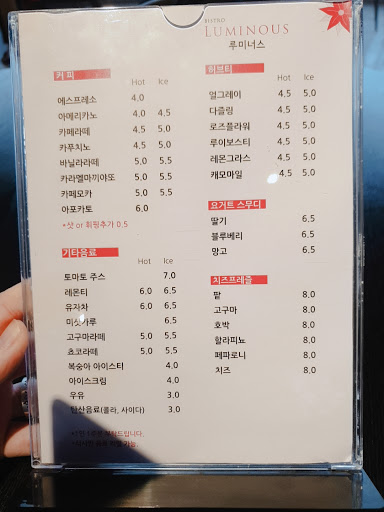 BISTRO
LUMINOUS
루미너스
커피
Hot Ice
에스프레소 4.0
아메리카노 4.0 4.5
카페라떼 4.5 5.0
카푸치노 4.5 5.0
바닐라라떼 5.0 5.5
카라멜마끼야또 5.0 5.5
카페모카 5.0 5.5
아포카토 6.0
*샷 or 휘핑추가 0.5
기타음료
Hot Ice
토마토 주스 7.0
레몬티 6.0 6.5
유자차 6.0 6.5
미싯가루 6.5
고구마라떼 5.0 5.5
쵸코라떼 5.0 5.5
복숭아 아이스티 4.0
아이스크림 4.0
우유 3.0
탄산음료(콜라, 사이다) 3.0
허브티
Hot Ice
얼그레이 4.5 5.0
다즐링 4.5 5.0
로즈플라워 4.5 5.0
루이보스티 4.5 5.0
레몬그라스 4.5 5.0
캐모마일 4.5 5.0
요거트 스무디
딸기 6.5
블루베리 6.5
망고 6.5
치즈프레즐
팥 8.0
고구마 8.0
호박 8.0
할라피뇨 8.0
페파로니 8.0
치즈 8.0